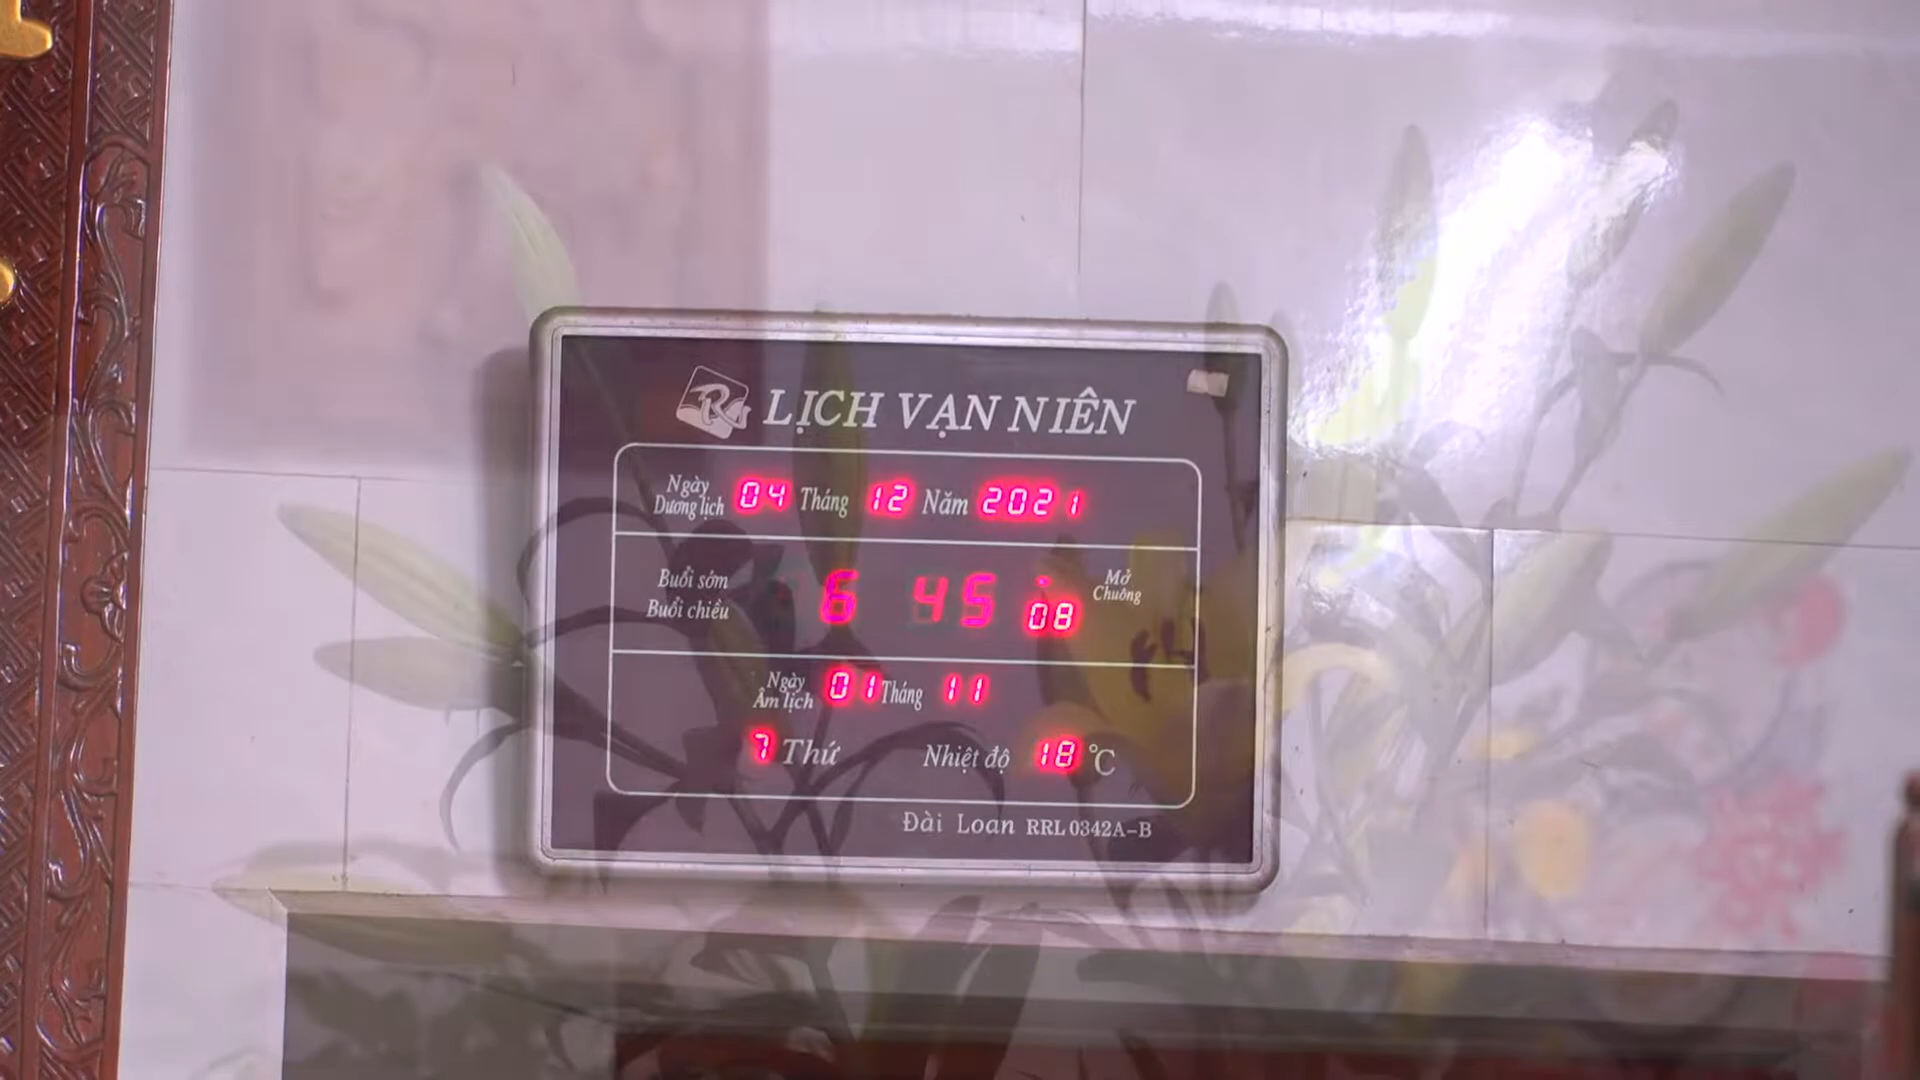 LỊCH VẠN NIÊN
Ngày Dương lịch 04 Tháng 12 Năm 2021
Buổi sớm
Buổi chiều
6 45 08
Mở Chuông
Ngày Âm lịch 01 Tháng 11
7 Thứ Nhiệt độ 18 °C
Đài Loan RRL 0342A-B